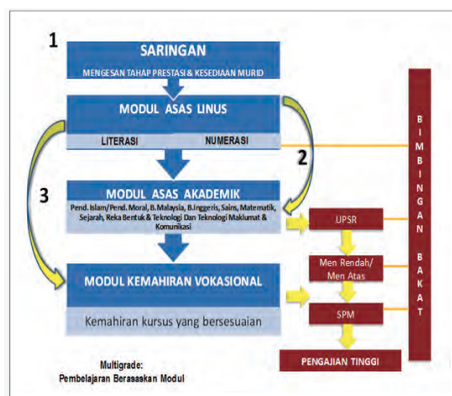 1
SARINGAN
MENGESAN TAHAP PRESTASI & KESEDIAAN MURID
MODUL ASAS LINUS
LITERASI NUMERASI
2
3
MODUL ASAS AKADEMIK
Pend. Islam/Pend. Moral, B. Malaysia, B.Inggeris, Sains, Matematik,
Sejarah, Reka Bentuk & Teknologi Dan Teknologi Maklumat &
Komunikasi
MODUL KEMAHIRAN VOKASIONAL
Kemahiran kursus yang bersesuaian
UPSR
Men Rendah/
Men Atas
SPM
PENGAJIAN TINGGI
BIMBINGAN BAKAT
Multigrade:
Pembelajaran Berasaskan Modul